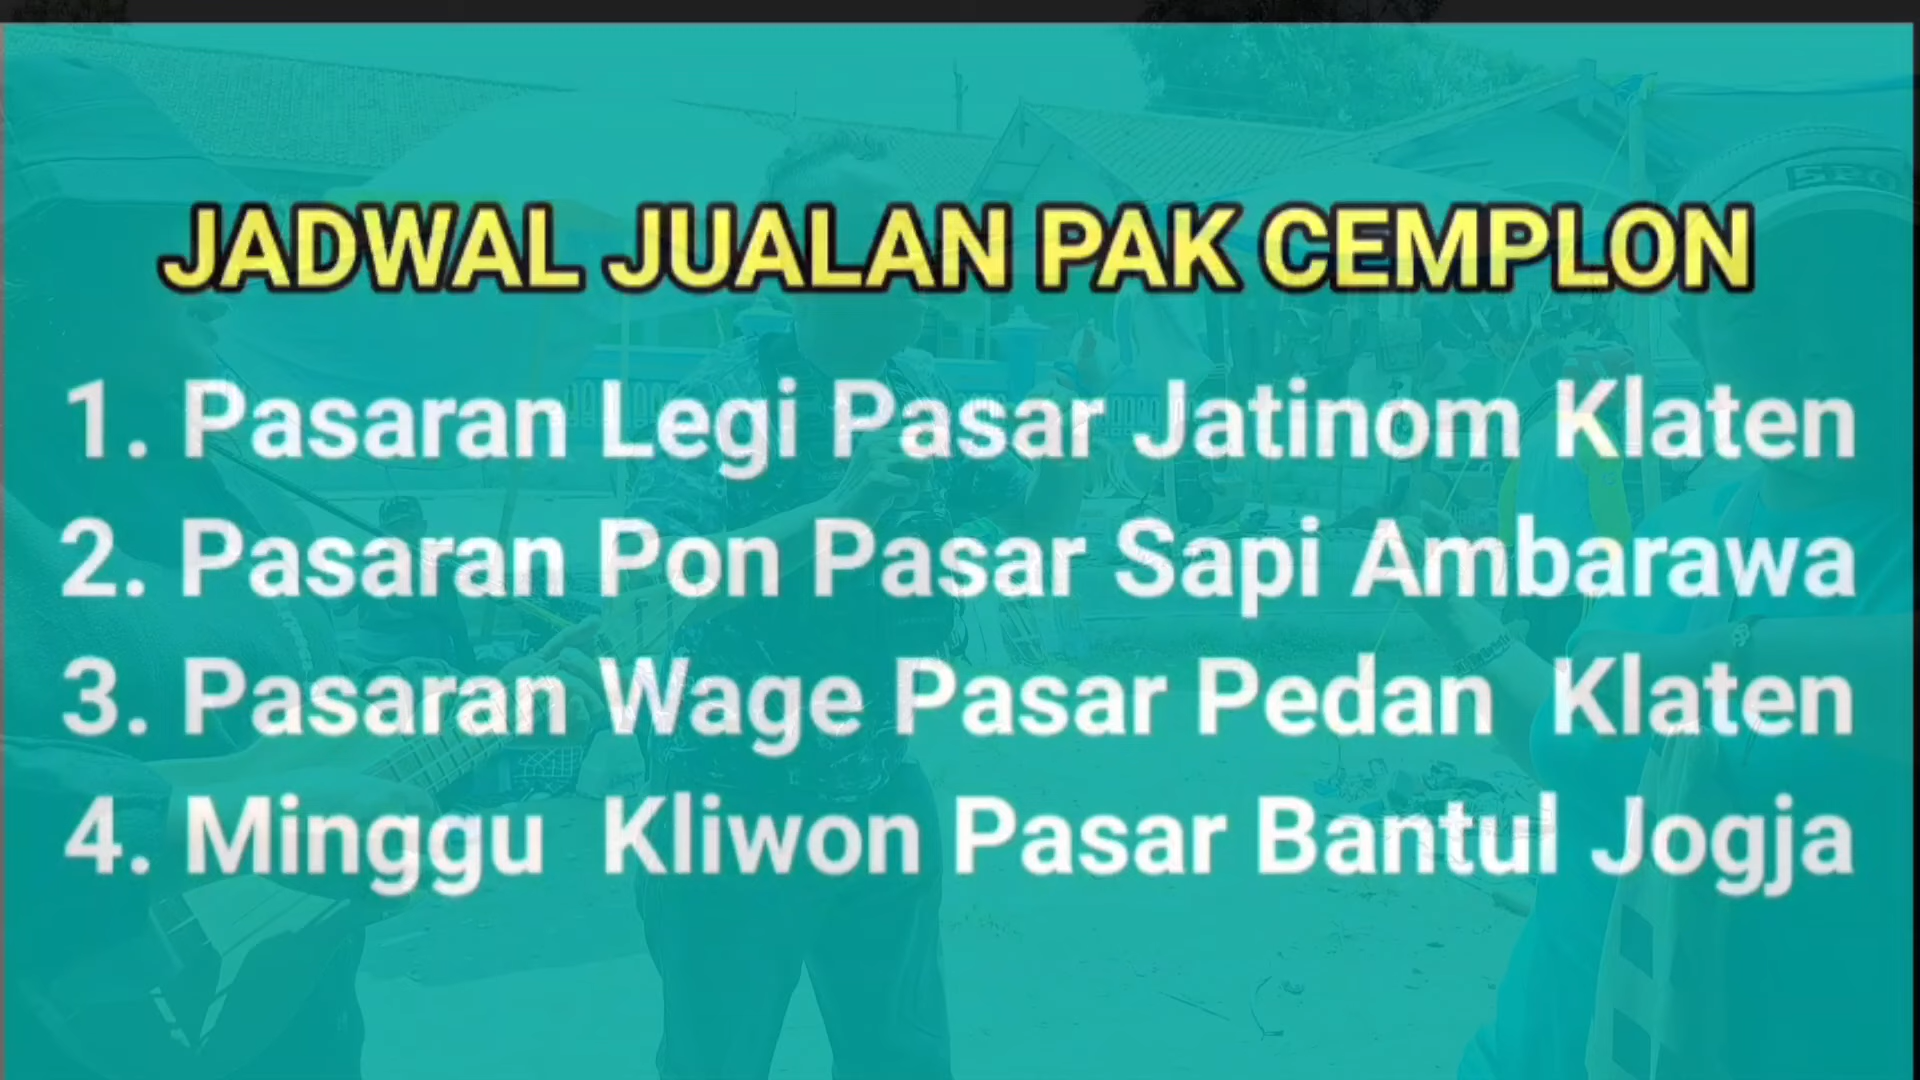 JADWAL JUALAN PAK CEMPLON
1. Pasaran Legi Pasar Jatinom Klaten
2. Pasaran Pon Pasar Sapi Ambarawa
3. Pasaran Wage Pasar Pedan Klaten
4. Minggu Kliwon Pasar Bantul Jogja